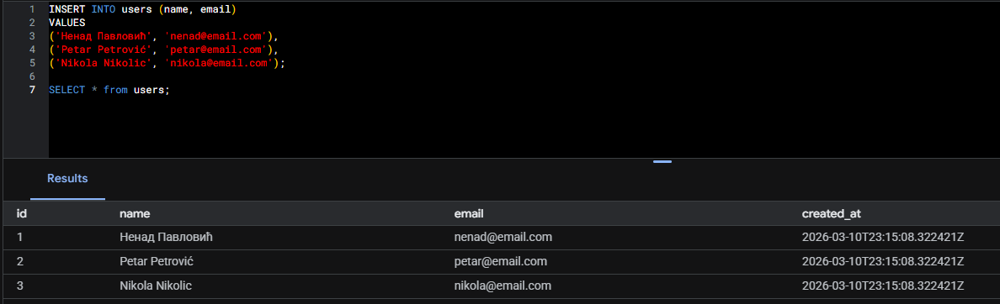 1 INSERT INTO users (name, email)
2 VALUES
3 ('Ненад Павловић', 'nenad@email.com'),
4 ('Petar Petrović', 'petar@email.com'),
5 ('Nikola Nikolic', 'nikola@email.com');
6
7 SELECT * from users;
Results
id name email created_at
1 Ненад Павловић nenad@email.com 2026-03-10T23:15:08.322421Z
2 Petar Petrović petar@email.com 2026-03-10T23:15:08.322421Z
3 Nikola Nikolic nikola@email.com 2026-03-10T23:15:08.322421Z